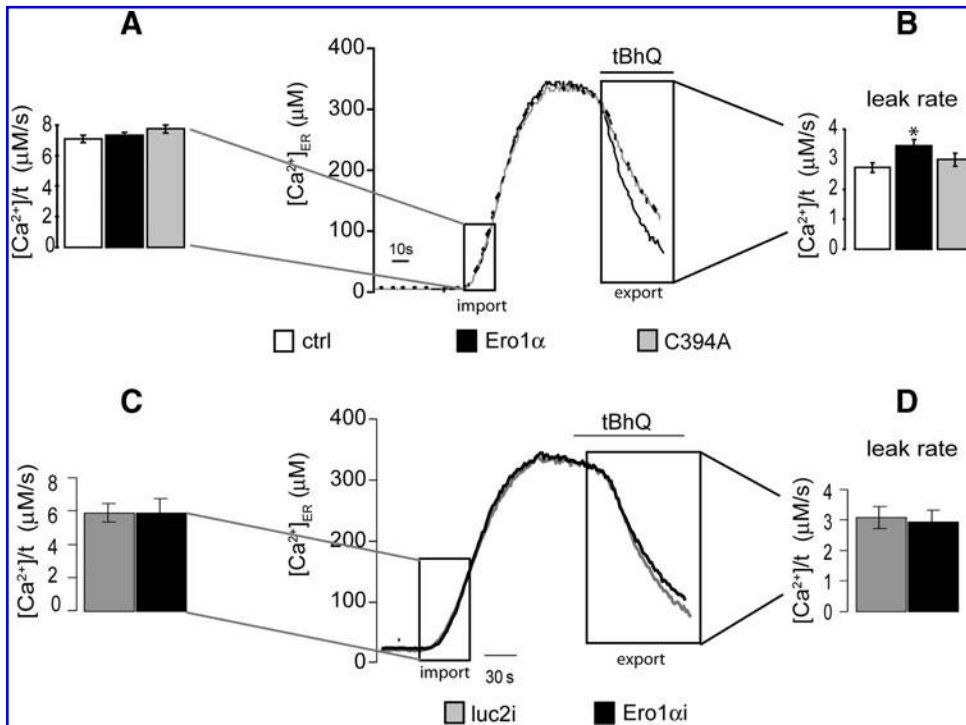 A
B
tBhQ
leak rate
[Ca²⁺]/t (μM/s)
8
6
4
2
0
[Ca²⁺]ER (μM)
400
300
200
100
0
10s
import
export
[Ca²⁺]/t (μM/s)
4
3
2
1
0
*
ctrl
Ero1α
C394A
C
D
tBhQ
leak rate
[Ca²⁺]/t (μM/s)
8
6
4
2
0
[Ca²⁺]ER (μM)
400
300
200
100
0
30 s
import
export
[Ca²⁺]/t (μM/s)
4
3
2
1
0
luc2i
Ero1αi